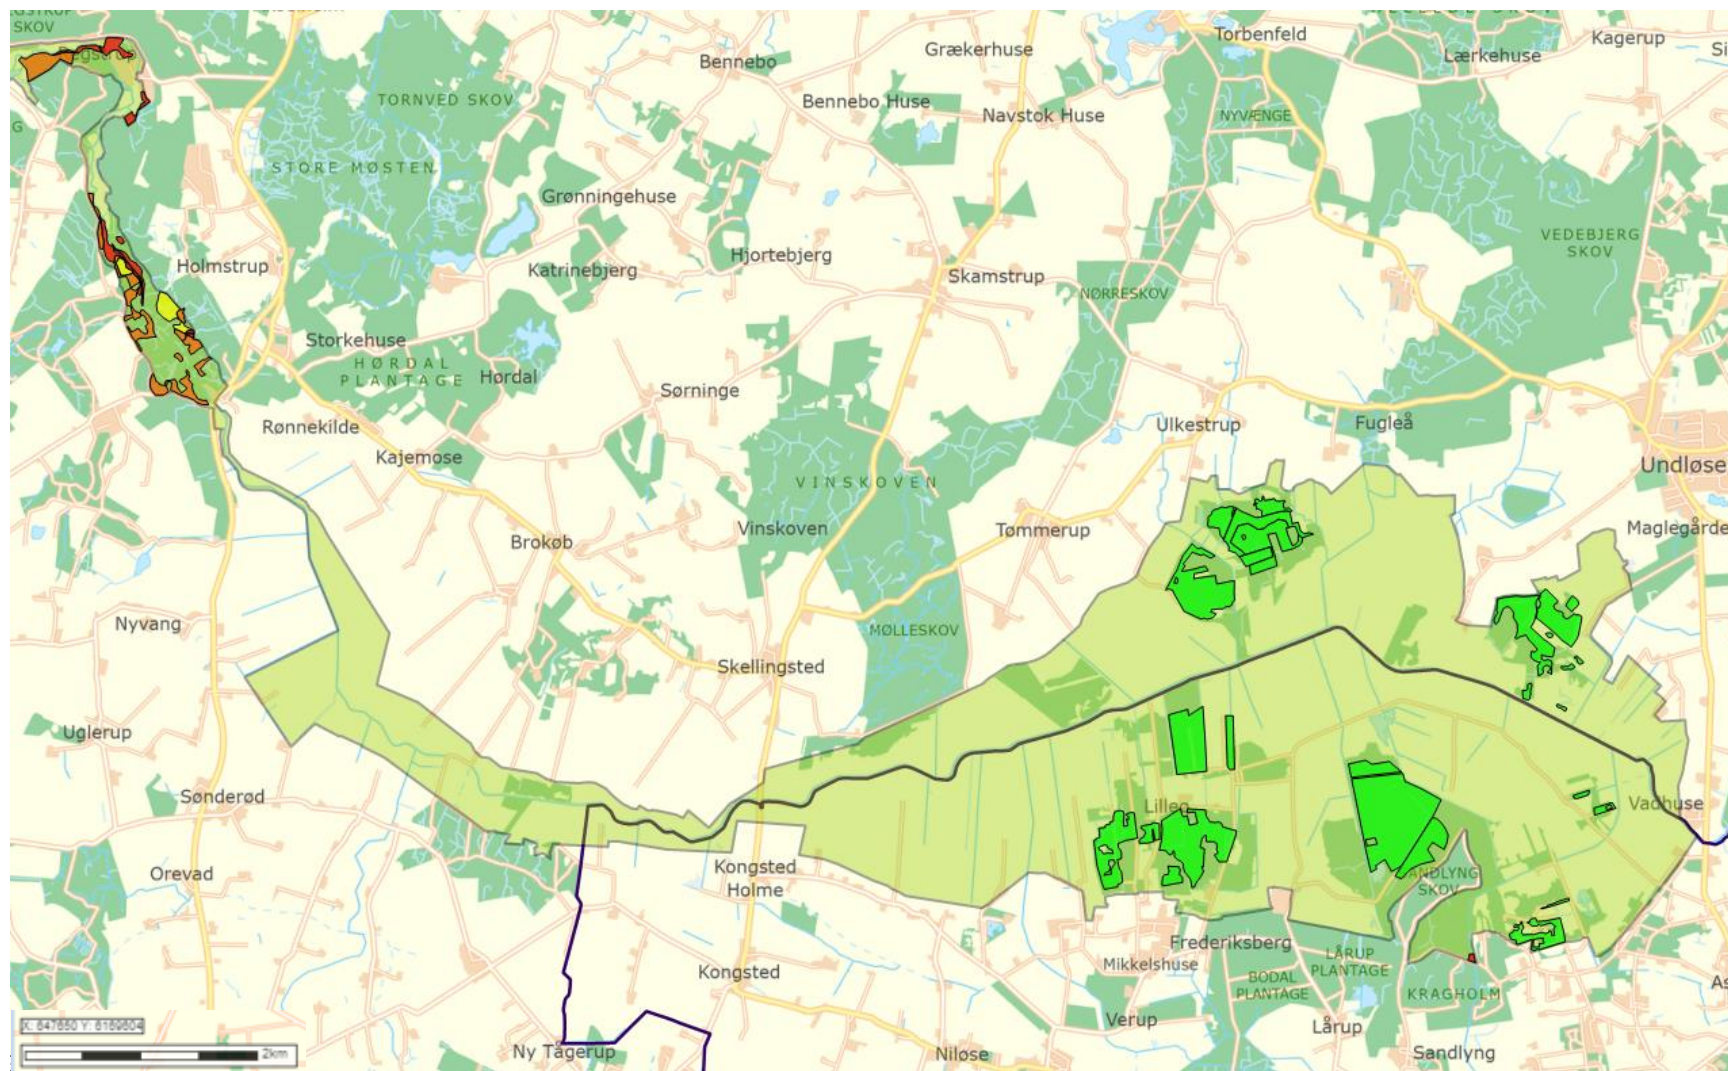 SKOV
Bennebo
Grækerhuse
Torbenfeld
Lærkehuse
Kagerup
TORNVED SKOV
Bennebo Huse
Navstok Huse
NYVÆNGE
STORE MØSTEN
Grønningehuse
VEDEBJERG
SKOV
Holmstrup
Katrinebjerg
Hjortebjerg
Skamstrup
NØRRESKOV
Storkehuse
HØRDAL
PLANTAGE
Hørdal
Sørninge
Rønnekilde
Kajemose
Ulkestrup
Fugleå
Undløse
VINSKOVEN
Brokøb
Vinskoven
Tømmerup
Maglegårde
Nyvang
MØLLESKOV
Skellingsted
Uglerup
Sønderød
Vadhuse
Orevad
Kongsted
Holme
ANDLYNG
SKOV
Kongsted
Frederiksberg
Mikkelshuse
LÅRUP
PLANTAGE
BODAL
PLANTAGE
KRAGHOLM
Verup
Lårup
X: 647650 Y: 6169604
2km
Ny Tågerup
Niløse
Sandlyng